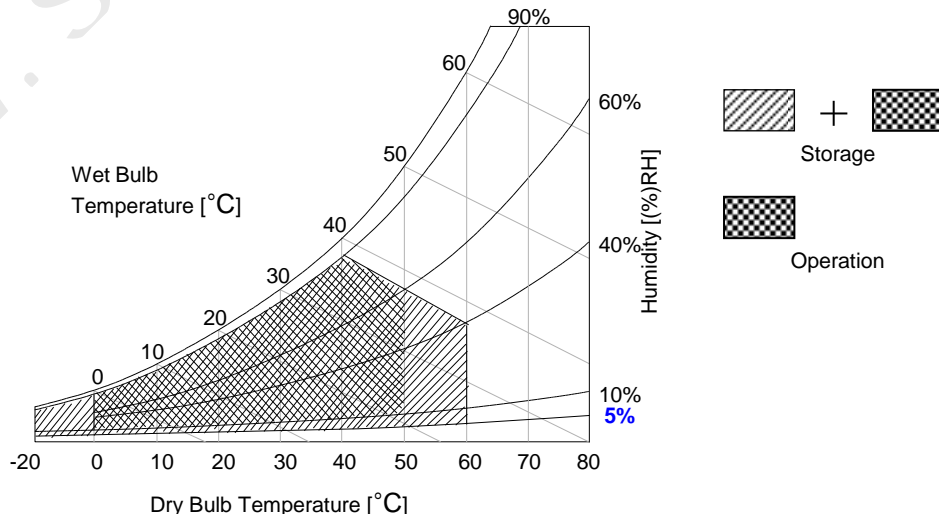 90%
60
60%
50
Wet Bulb
Temperature [°C]
40
40%
30
20
10
0
10%
5%
Humidity [(%)RH]
-20 0 10 20 30 40 50 60 70 80
Dry Bulb Temperature [°C]
+
Storage
Operation